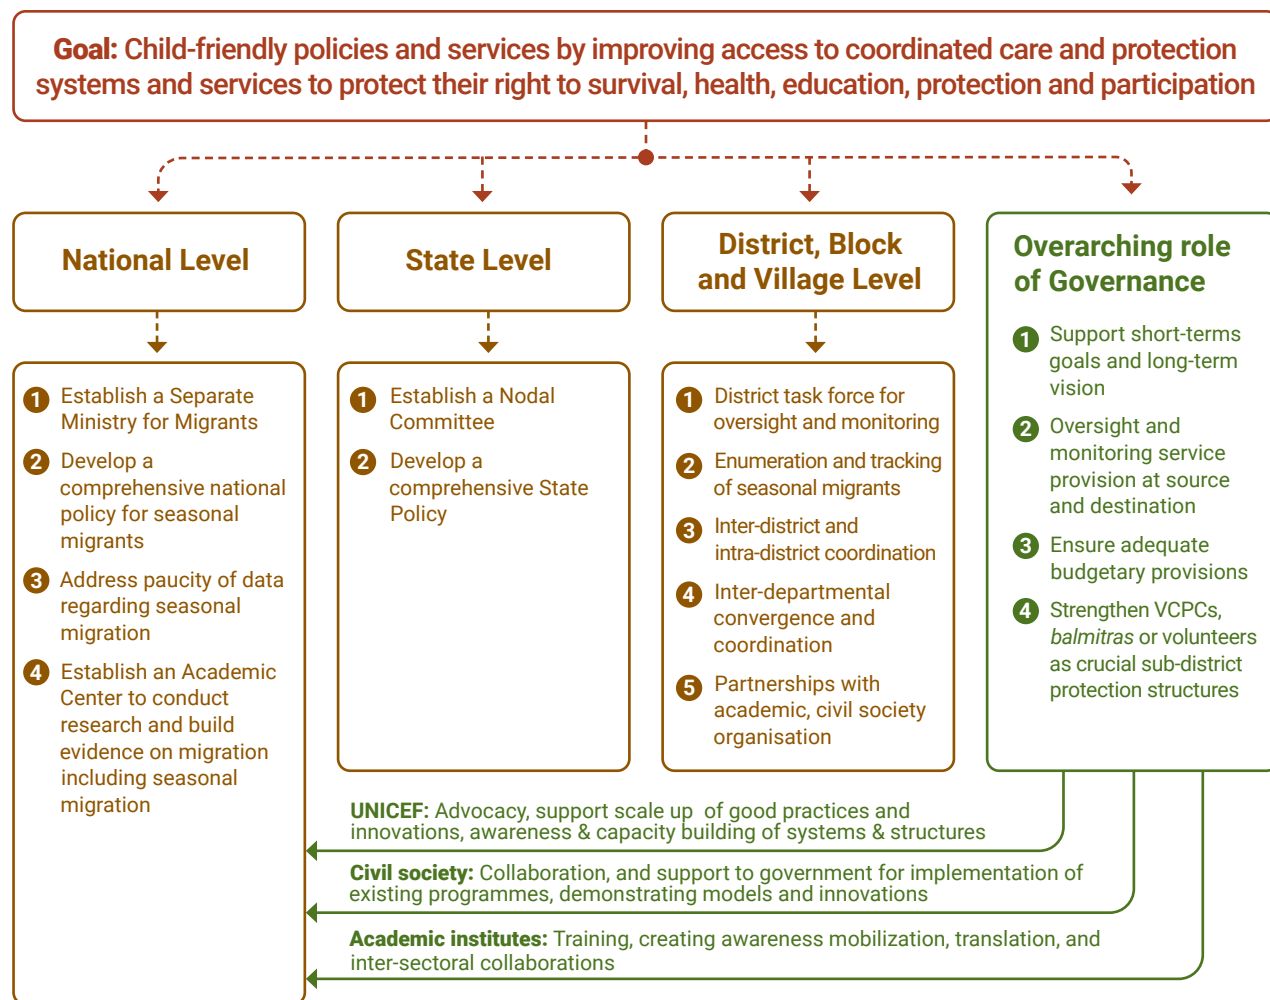 Goal: Child-friendly policies and services by improving access to coordinated care and protection
systems and services to protect their right to survival, health, education, protection and participation
National Level
1 Establish a Separate
Ministry for Migrants
2 Develop a
comprehensive national
policy for seasonal
migrants
3 Address paucity of data
regarding seasonal
migration
4 Establish an Academic
Center to conduct
research and build
evidence on migration
including seasonal
migration
State Level
1 Establish a Nodal
Committee
2 Develop a
comprehensive State
Policy
District, Block
and Village Level
1 District task force for
oversight and monitoring
2 Enumeration and tracking
of seasonal migrants
3 Inter-district and
intra-district coordination
4 Inter-departmental
convergence and
coordination
5 Partnerships with
academic, civil society
organisation
Overarching role
of Governance
1 Support short-terms
goals and long-term
vision
2 Oversight and
monitoring service
provision at source
and destination
3 Ensure adequate
budgetary provisions
4 Strengthen VCPCs,
balmitras or volunteers
as crucial sub-district
protection structures
UNICEF: Advocacy, support scale up of good practices and
innovations, awareness & capacity building of systems & structures
Civil society: Collaboration, and support to government for implementation of
existing programmes, demonstrating models and innovations
Academic institutes: Training, creating awareness mobilization, translation, and
inter-sectoral collaborations